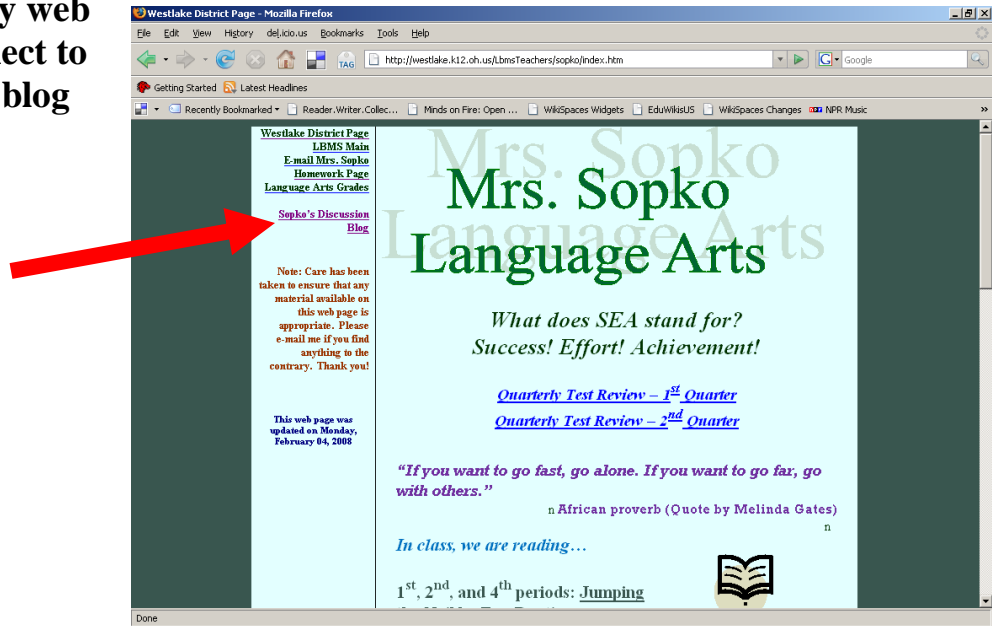 y web
ect to
blog
Westlake District Page - Mozilla Firefox
File Edit View History del.icio.us Bookmarks Tools Help
TAG http://westlake.k12.oh.us/LbmsTeachers/sopko/index.htm G Google
Getting Started Latest Headlines
Recently Bookmarked Reader.Writer.Collec... Minds on Fire: Open ... WikiSpaces Widgets EduWikisUS WikiSpaces Changes NPR Music »
Westlake District Page
LBMS Main
E-mail Mrs. Sopko
Homework Page
Language Arts Grades
Sopko's Discussion
Blog
Note: Care has been
taken to ensure that any
material available on
this web page is
appropriate. Please
e-mail me if you find
anything to the
contrary. Thank you!
This web page was
updated on Monday,
February 04, 2008
Mrs. Sopko
Language Arts
What does SEA stand for?
Success! Effort! Achievement!
Quarterly Test Review – 1st Quarter
Quarterly Test Review – 2nd Quarter
“If you want to go fast, go alone. If you want to go far, go
with others.”
n African proverb (Quote by Melinda Gates)
n
In class, we are reading…
1st, 2nd, and 4th periods: Jumping
Done